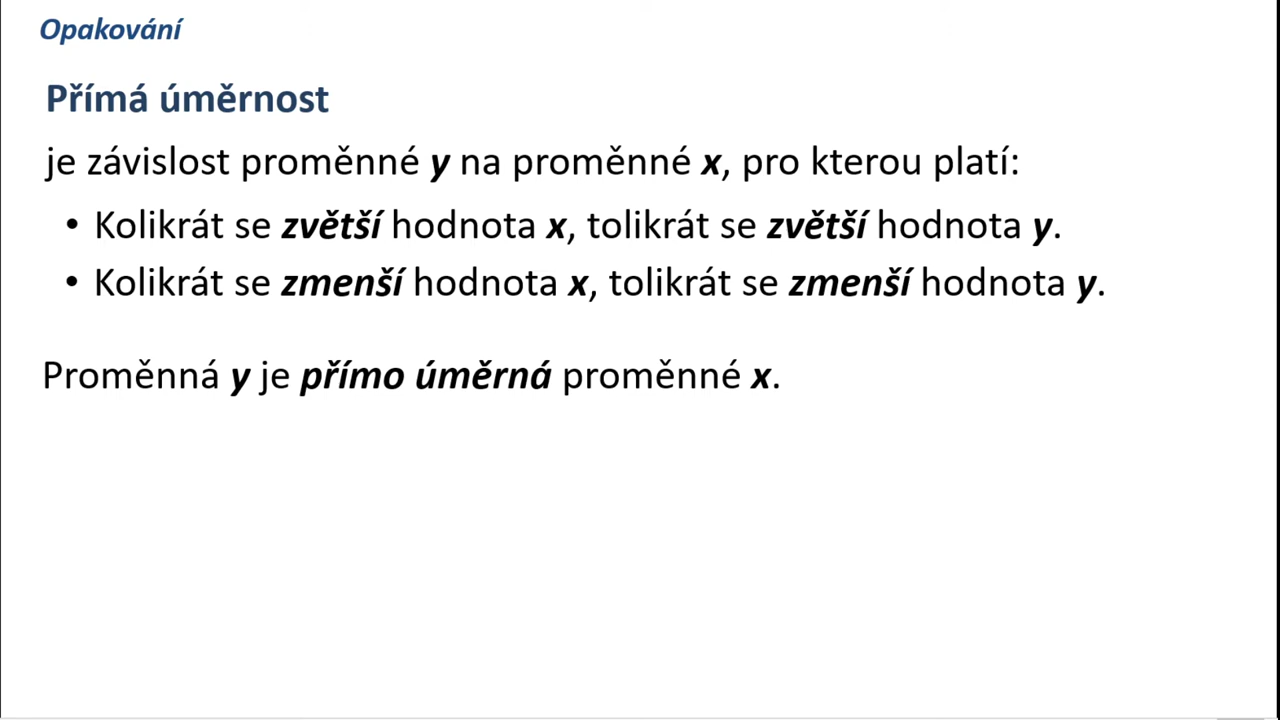 Opakování
Přímá úměrnost
je závislost proměnné y na proměnné x, pro kterou platí:
• Kolikrát se zvětší hodnota x, tolikrát se zvětší hodnota y.
• Kolikrát se zmenší hodnota x, tolikrát se zmenší hodnota y.
Proměnná y je přímo úměrná proměnné x.